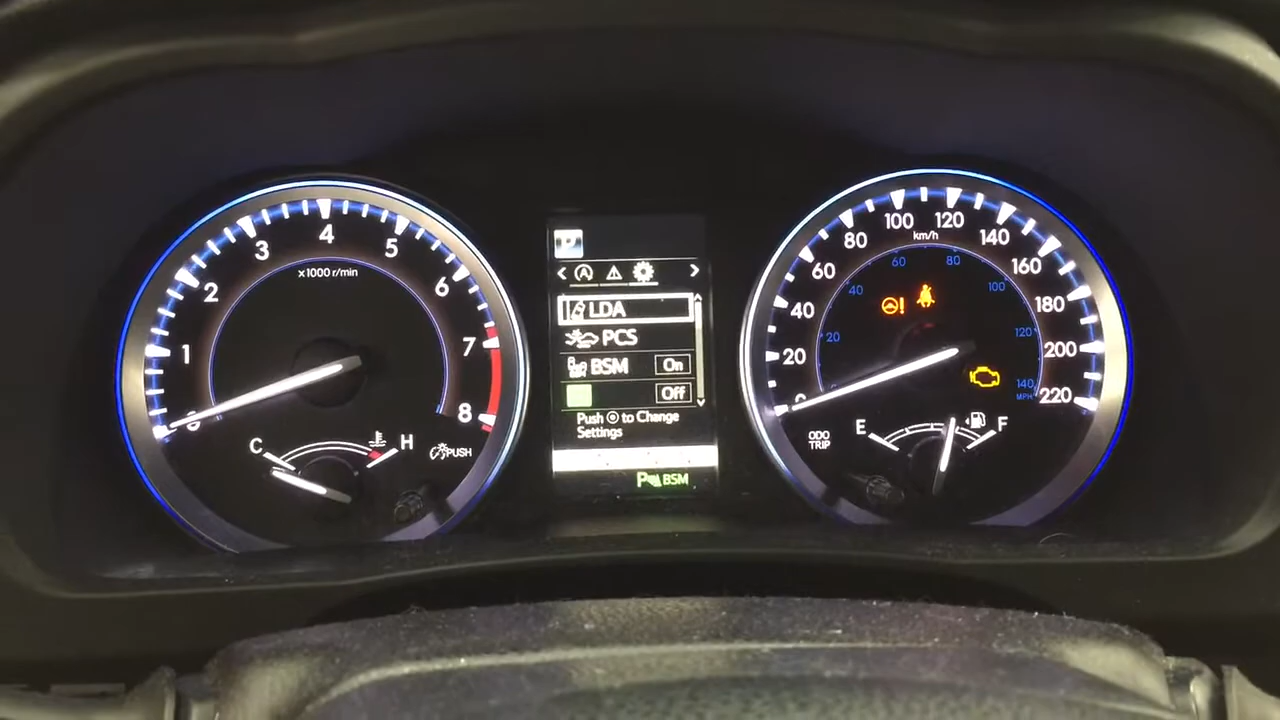 0 1 2 3 4 5 6 7 8
x1000 r/min
C H
PUSH
P
LDA
PCS
BSM On
Off
Push to Change
Settings
P BSM
0 20 40 60 80 100 120 140 160 180 200 220
km/h
20 40 60 80 100 120 140
MPH
ODO
TRIP
E F